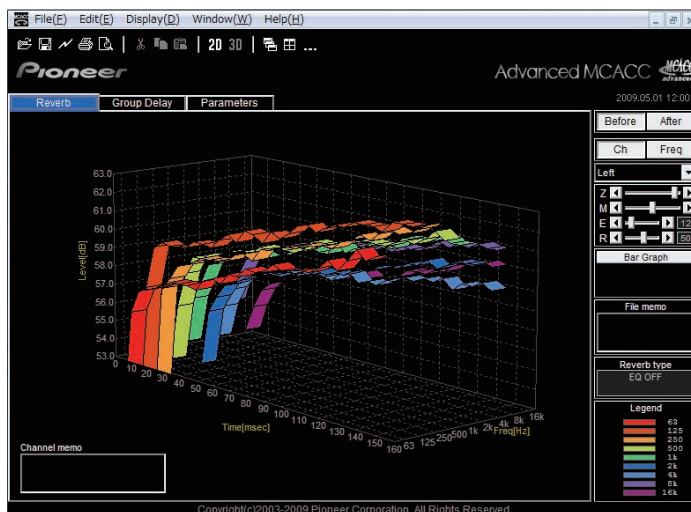 File(F) Edit(E) Display(D) Window(W) Help(H)
2D 3D ...
Pioneer
Advanced MCACC
MCACC
advanced
2009.05.01 12:00
Reverb Group Delay Parameters
Before After
Ch Freq
Left
Z
M
E 12
R 50
Bar Graph
File memo
Reverb type
EQ OFF
Legend
63
125
250
500
1k
2k
4k
8k
16k
Level[dB]
63.0
62.0
61.0
60.0
59.0
58.0
57.0
56.0
55.0
54.0
53.0
0 10 20 30 40 50 60 70 80 90 100 110 120 130 140 150 160
Time[msec]
63 125 250 500 1k 2k 4k 8k 16k
Freq[Hz]
Channel memo
Copyright(c)2003-2009 Pioneer Corporation. All Rights Reserved.